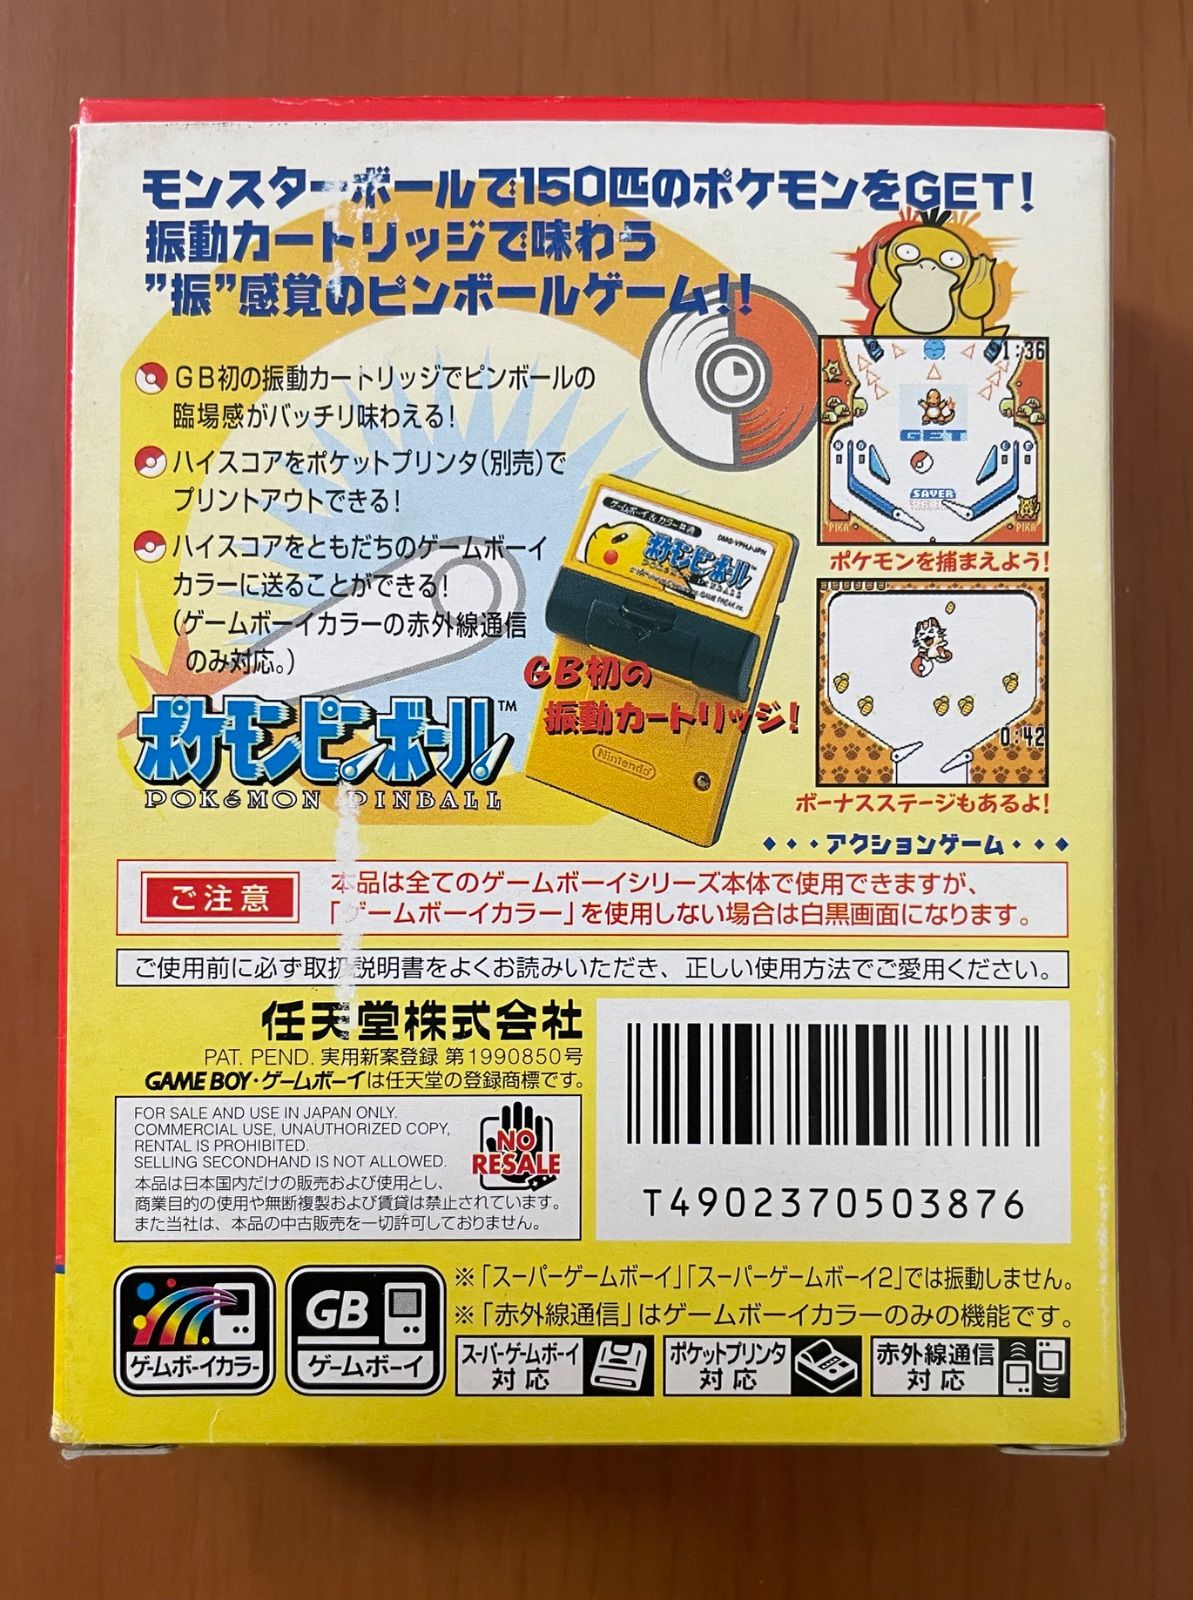 モンスターボールで150匹のポケモンをGET!
振動カートリッジで味わう
"振"感覚のピンボールゲーム!!
GB初の振動カートリッジでピンボールの
臨場感がバッチリ味わえる!
ハイスコアをポケットプリンタ(別売)で
プリントアウトできる!
ハイスコアをともだちのゲームボーイ
カラーに送ることができる!
(ゲームボーイカラーの赤外線通信
のみ対応。)
ポケモンピンボール™
POKéMON PINBALL
ゲームボーイ&カラー共通
DMG-VPHJ-JPN
ポケモンピンボール
GB初の
振動カートリッジ!
Nintendo
1:36
GET
SAVER
PIKA
PIKA
ポケモンを捕まえよう!
0:42
ボーナスステージもあるよ!
◆◆・・アクションゲーム・・◆◆
ご注意
本品は全てのゲームボーイシリーズ本体で使用できますが、
「ゲームボーイカラー」を使用しない場合は白黒画面になります。
ご使用前に必ず取扱説明書をよくお読みいただき、正しい使用方法でご愛用ください。
任天堂株式会社
PAT. PEND. 実用新案登録 第1990850号
GAME BOY・ゲームボーイは任天堂の登録商標です。
FOR SALE AND USE IN JAPAN ONLY.
COMMERCIAL USE, UNAUTHORIZED COPY,
RENTAL IS PROHIBITED.
SELLING SECONDHAND IS NOT ALLOWED.
本品は日本国内だけの販売および使用とし、
商業目的の使用や無断複製および賃貸は禁止されています。
また当社は、本品の中古販売を一切許可しておりません。
NO
RESALE
T4902370503876
ゲームボーイカラー
GB
ゲームボーイ
※「スーパーゲームボーイ」「スーパーゲームボーイ2」では振動しません。
※「赤外線通信」はゲームボーイカラーのみの機能です。
スーパーゲームボーイ
対応
ポケットプリンタ
対応
赤外線通信
対応